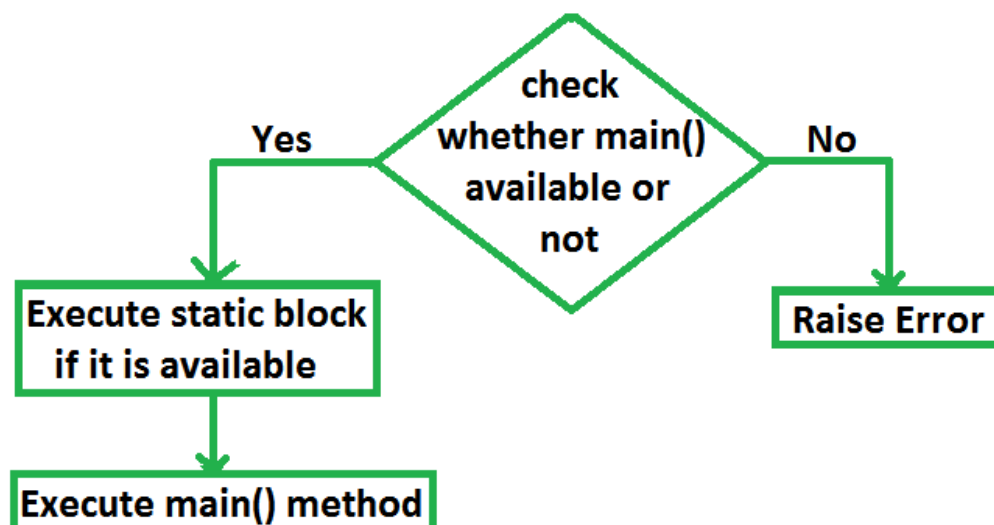 check
whether main()
available or
not
Yes
No
Execute static block
if it is available
Raise Error
Execute main() method